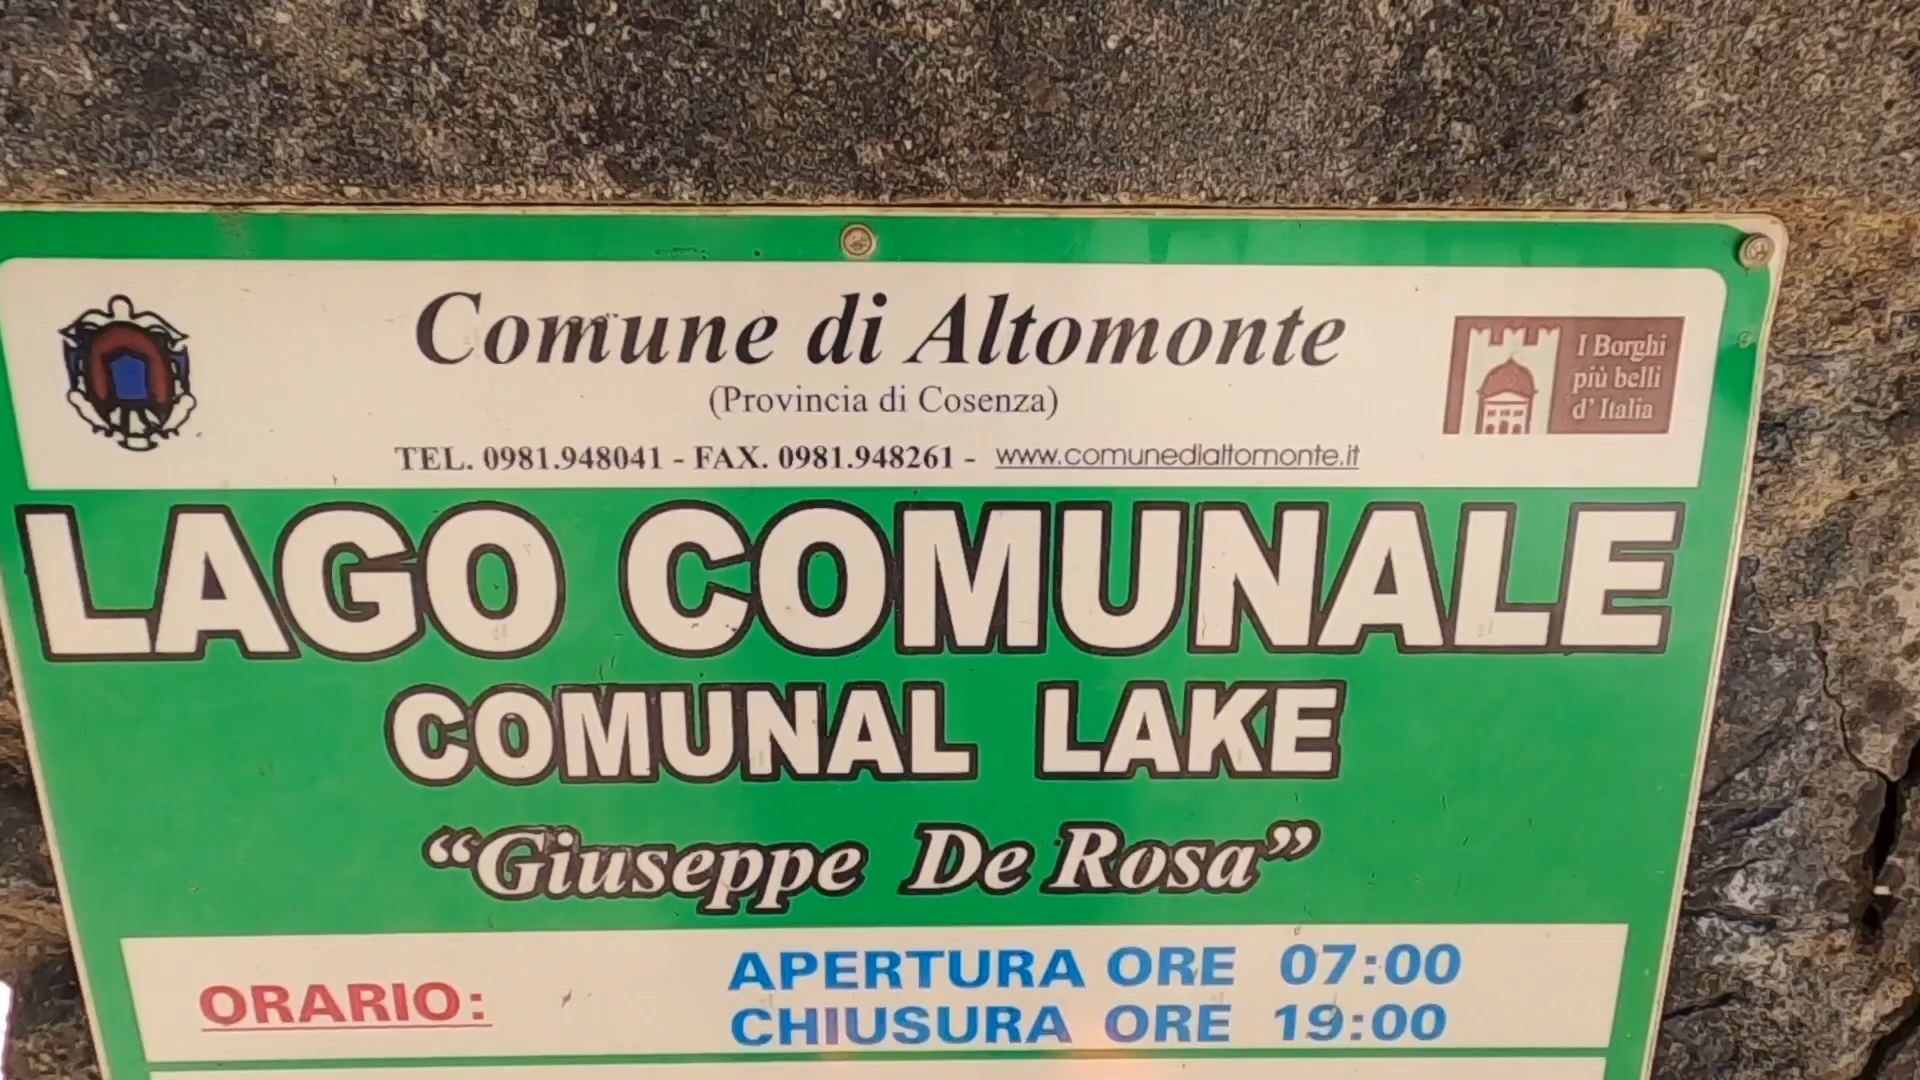 Comune di Altomonte
(Provincia di Cosenza)
TEL. 0981.948041 - FAX. 0981.948261 - www.comunedialtomonte.it
I Borghi
più belli
d'Italia
LAGO COMUNALE
COMUNAL LAKE
“Giuseppe De Rosa”
ORARIO:
APERTURA ORE 07:00
CHIUSURA ORE 19:00